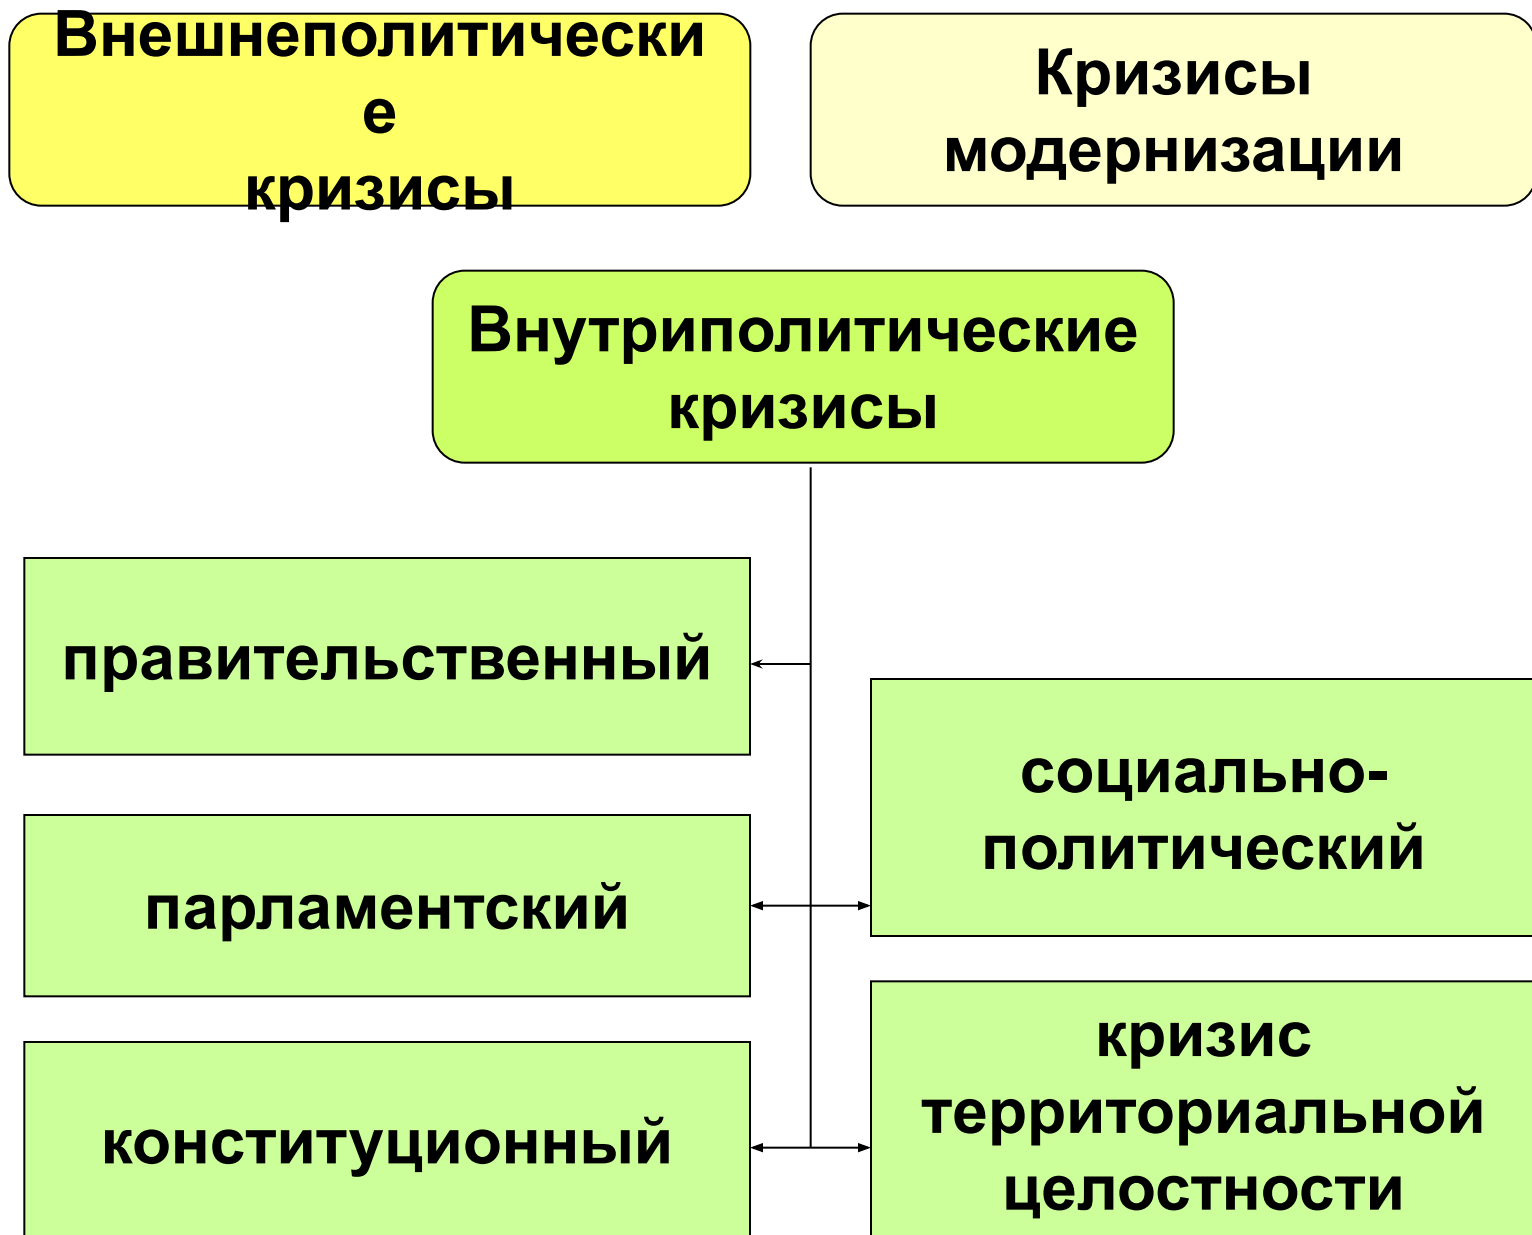 Внешнеполитически
е
кризисы
Кризисы
модернизации
Внутриполитические
кризисы
правительственный
социально-
политический
парламентский
кризис
территориальной
целостности
конституционный